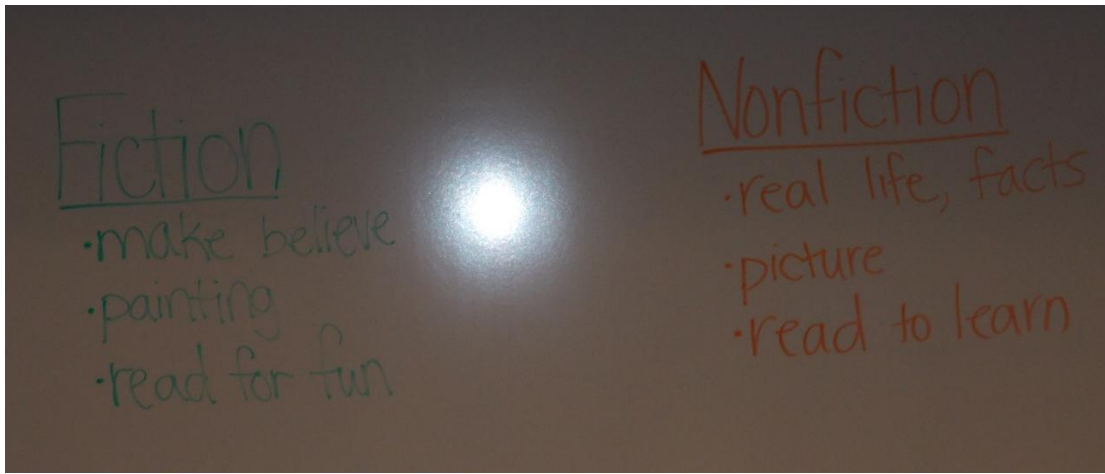 Fiction
·make believe
·painting
·read for fun
Nonfiction
·real life, facts
·picture
·read to learn